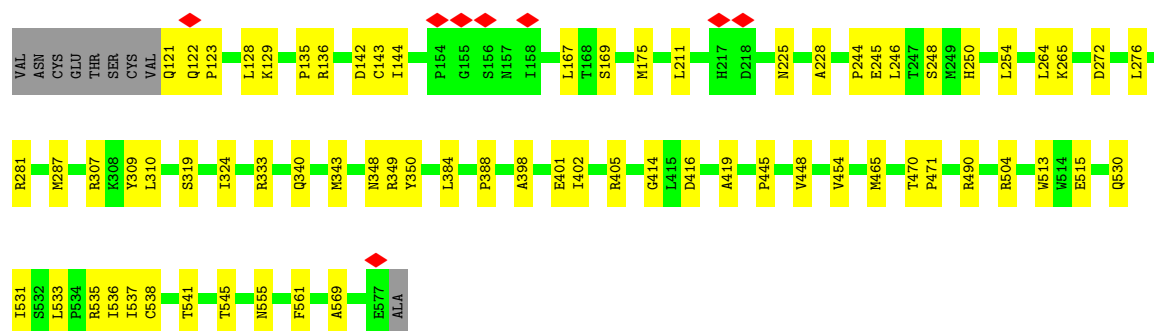 VAL ASN CYS GLU THR SER CYS VAL Q121 Q122 P123 L128 K129 P135 R136 D142 C143 I144 P154 G155 S156 N157 I158 L167 T168 S169 M175 L211 H217 D218 N225 A228 P244 E245 L246 T247 S248 M249 H250 L254 L264 K265 D272 L276
R281 M287 R307 K308 Y309 L310 S319 I324 R333 Q340 M343 N348 R349 Y350 L384 P388 A398 E401 I402 R405 G414 L415 D416 A419 P445 V448 V454 M465 T470 P471 R490 R504 W513 W514 E515 Q530
I531 S532 L533 P534 R535 I536 I537 C538 T541 T545 N555 F561 A569 E577 ALA